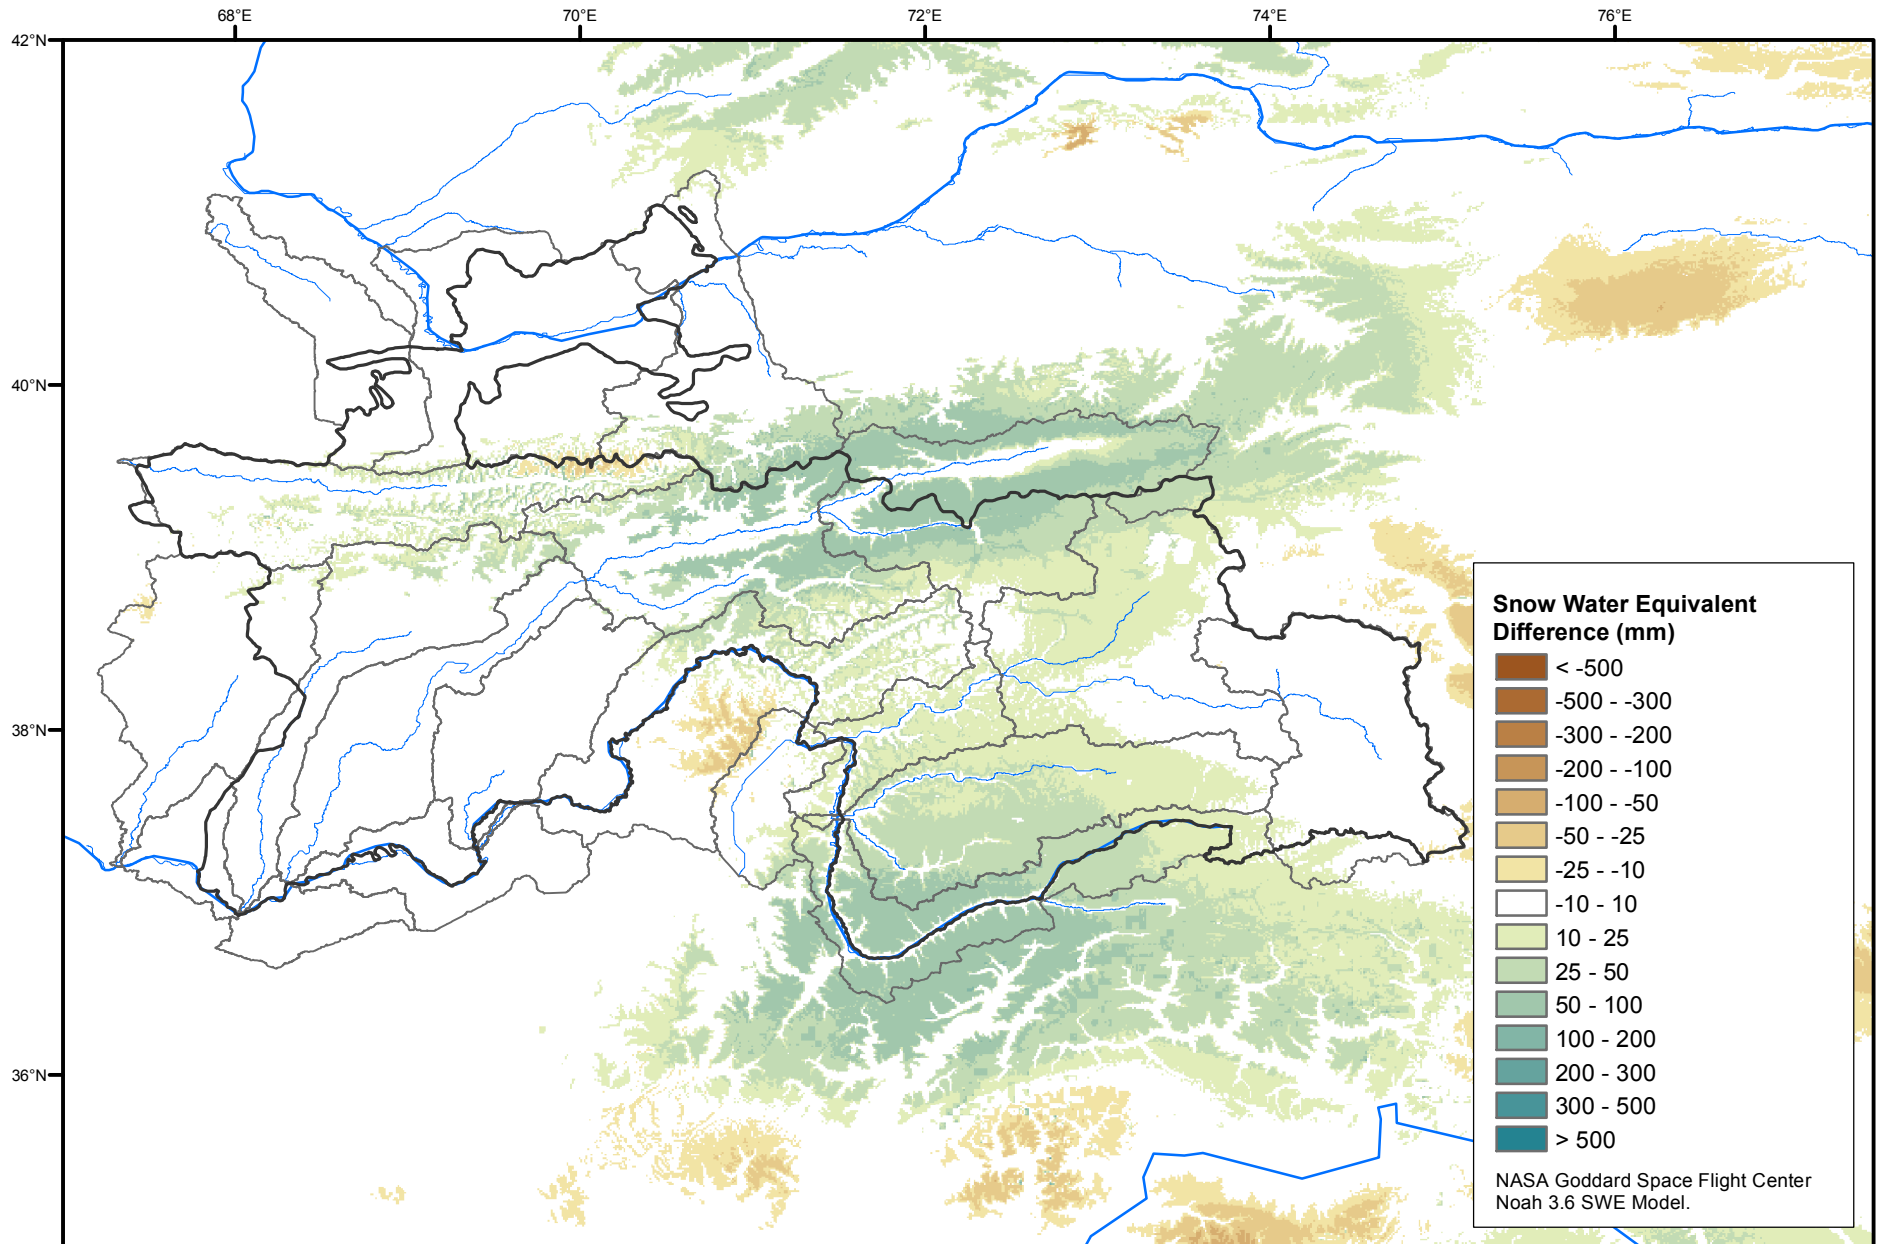 68°E
70°E
72°E
74°E
76°E
42°N
40°N
38°N
36°N
Snow Water Equivalent
Difference (mm)
< -500
-500 - -300
-300 - -200
-200 - -100
-100 - -50
-50 - -25
-25 - -10
-10 - 10
10 - 25
25 - 50
50 - 100
100 - 200
200 - 300
300 - 500
> 500
NASA Goddard Space Flight Center
Noah 3.6 SWE Model.